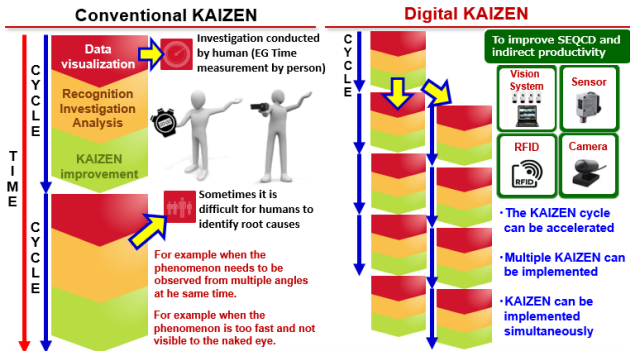 Conventional KAIZEN
TIME
CYCLE
Data
visualization
Recognition
Investigation
Analysis
KAIZEN
improvement
Investigation conducted
by human (EG Time
measurement by person)
CYCLE
Sometimes it is
difficult for humans to
identify root causes
For example when the
phenomenon needs to be
observed from multiple angles
at he same time.
For example when the
phenomenon is too fast and not
visible to the naked eye.
Digital KAIZEN
CYCLE
To improve SEQCD and
indirect productivity
Vision
System
Sensor
RFID
RFID
Camera
・The KAIZEN cycle
can be accelerated
・Multiple KAIZEN can
be implemented
・KAIZEN can be
implemented
simultaneously